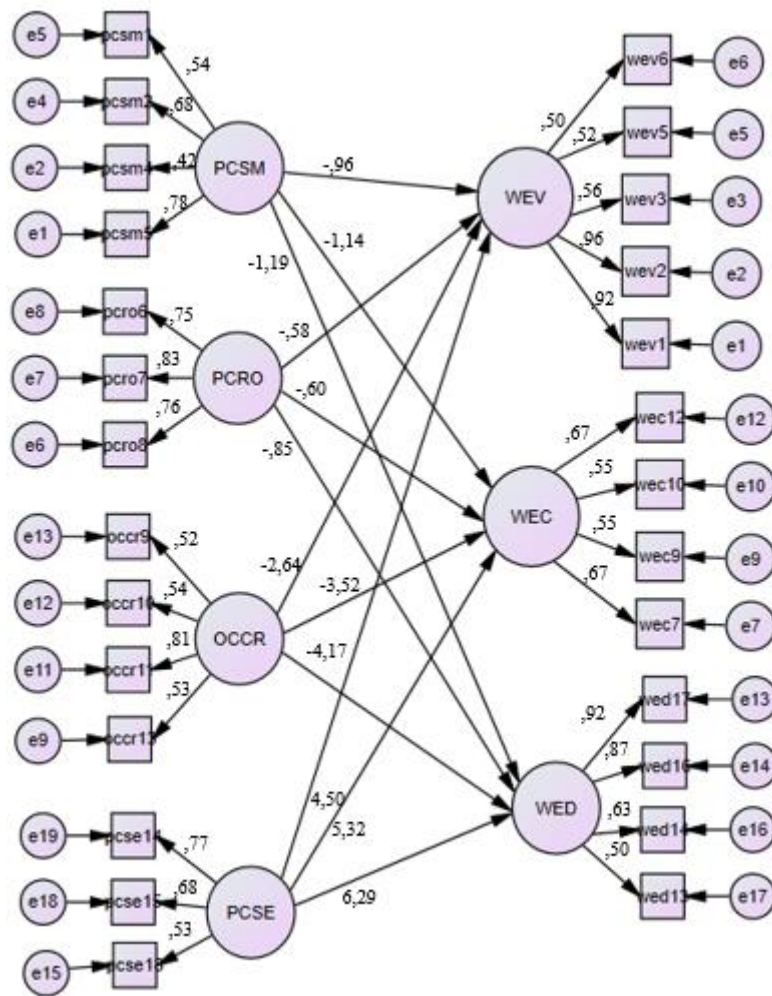 e5
pcsm1
,54
e4
pcsm2
,68
e2
pcsm4
,42
e1
pcsm5
,78
PCSM
e8
pcro6
,75
e7
pcro7
,83
e6
pcro8
,76
PCRO
e13
occr9
,52
e12
occr10
,54
e11
occr11
,81
e9
,53
OCCR
e19
pcse14
,77
e18
pcse15
,68
e15
,53
PCSE
-,96
-1,14
-1,19
-,58
-,60
-,85
-2,64
-3,52
-4,17
4,50
5,32
6,29
WEV
,50
wev6
e6
,52
wev5
e5
,56
wev3
e3
,96
wev2
e2
,92
wev1
e1
WEC
,67
wec12
e12
,55
wec10
e10
,55
wec9
e9
,67
wec7
e7
WED
,92
wed17
e13
,87
wed16
e14
,63
wed14
e16
,50
wed13
e17